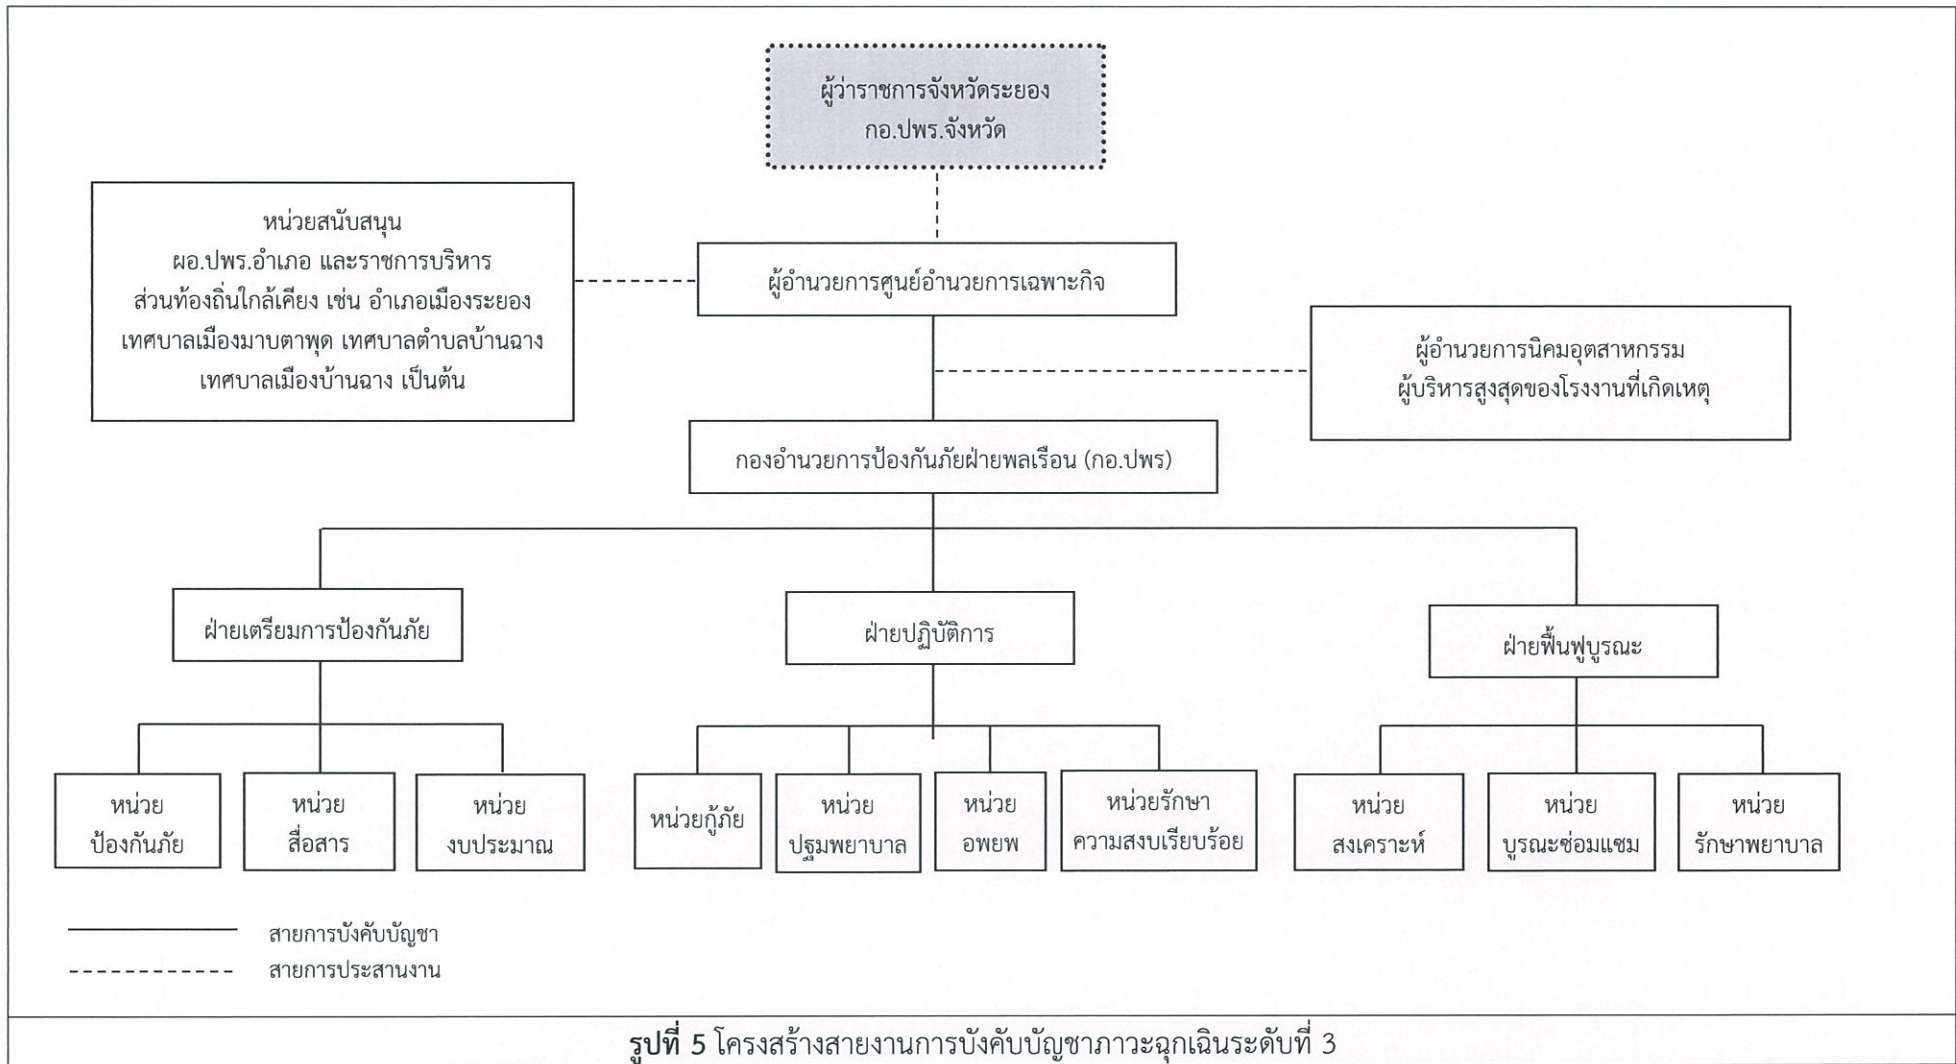 ผู้ว่าราชการจังหวัดระยอง
กอ.ปพร.จังหวัด
หน่วยสนับสนุน
ผอ.ปพร.อำเภอ และราชการบริหาร
ส่วนท้องถิ่นใกล้เคียง เช่น อำเภอเมืองระยอง
เทศบาลเมืองมาบตาพุด เทศบาลตำบลบ้านฉาง
เทศบาลเมืองบ้านฉาง เป็นต้น
ผู้อำนวยการศูนย์อำนวยการเฉพาะกิจ
ผู้อำนวยการนิคมอุตสาหกรรม
ผู้บริหารสูงสุดของโรงงานที่เกิดเหตุ
กองอำนวยการป้องกันภัยฝ่ายพลเรือน (กอ.ปพร)
ฝ่ายเตรียมการป้องกันภัย
ฝ่ายปฏิบัติการ
ฝ่ายฟื้นฟูบูรณะ
หน่วย
ป้องกันภัย
หน่วย
สื่อสาร
หน่วย
งบประมาณ
หน่วยกู้ภัย
หน่วย
ปฐมพยาบาล
หน่วย
อพยพ
หน่วยรักษา
ความสงบเรียบร้อย
หน่วย
สงเคราะห์
หน่วย
บูรณะซ่อมแซม
หน่วย
รักษาพยาบาล
สายการบังคับบัญชา
สายการประสานงาน
รูปที่ 5 โครงสร้างสายงานการบังคับบัญชาภาวะฉุกเฉินระดับที่ 3